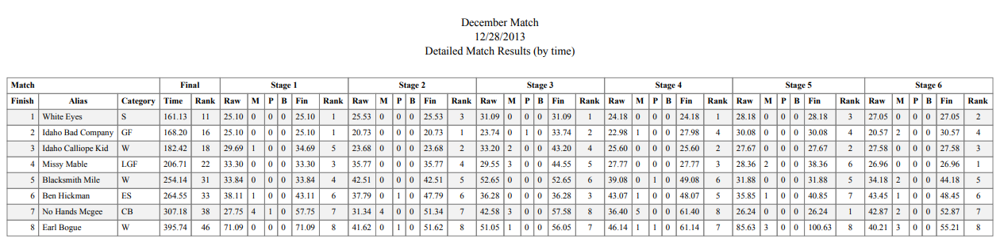 December Match
12/28/2013
Detailed Match Results (by time)
Match Final Stage 1 Stage 2 Stage 3 Stage 4 Stage 5 Stage 6
Finish Alias Category Time Rank Raw M P B Fin Rank Raw M P B Fin Rank Raw M P B Fin Rank Raw M P B Fin Rank Raw M P B Fin Rank Raw M P B Fin Rank
1 White Eyes S 161.13 11 25.10 0 0 0 25.10 1 25.53 0 0 0 25.53 3 31.09 0 0 0 31.09 1 24.18 0 0 0 24.18 1 28.18 0 0 0 28.18 3 27.05 0 0 0 27.05 2
2 Idaho Bad Company GF 168.20 16 25.10 0 0 0 25.10 1 20.73 0 0 0 20.73 1 23.74 0 1 0 33.74 2 22.98 1 0 0 27.98 4 30.08 0 0 0 30.08 4 20.57 2 0 0 30.57 4
3 Idaho Calliope Kid W 182.42 18 29.69 1 0 0 34.69 5 23.68 0 0 0 23.68 2 33.20 2 0 0 43.20 4 25.60 0 0 0 25.60 2 27.67 0 0 0 27.67 2 27.58 0 0 0 27.58 3
4 Missy Mable LGF 206.71 22 33.30 0 0 0 33.30 3 35.77 0 0 0 35.77 4 29.55 3 0 0 44.55 5 27.77 0 0 0 27.77 3 28.36 2 0 0 38.36 6 26.96 0 0 0 26.96 1
5 Blacksmith Mile W 254.14 31 33.84 0 0 0 33.84 4 42.51 0 0 0 42.51 5 52.65 0 0 0 52.65 6 39.08 0 1 0 49.08 6 31.88 0 0 0 31.88 5 34.18 2 0 0 44.18 5
6 Ben Hickman ES 264.55 33 38.11 1 0 0 43.11 6 37.79 0 1 0 47.79 6 36.28 0 0 0 36.28 3 43.07 1 0 0 48.07 5 35.85 1 0 0 40.85 7 43.45 1 0 0 48.45 6
7 No Hands Mcgee CB 307.18 38 27.75 4 1 0 57.75 7 31.34 4 0 0 51.34 7 42.58 3 0 0 57.58 8 36.40 5 0 0 61.40 8 26.24 0 0 0 26.24 1 42.87 2 0 0 52.87 7
8 Earl Bogue W 395.74 46 71.09 0 0 0 71.09 8 41.62 0 1 0 51.62 8 51.05 1 0 0 56.05 7 46.14 1 1 0 61.14 7 85.63 3 0 0 100.63 8 40.21 3 0 0 55.21 8